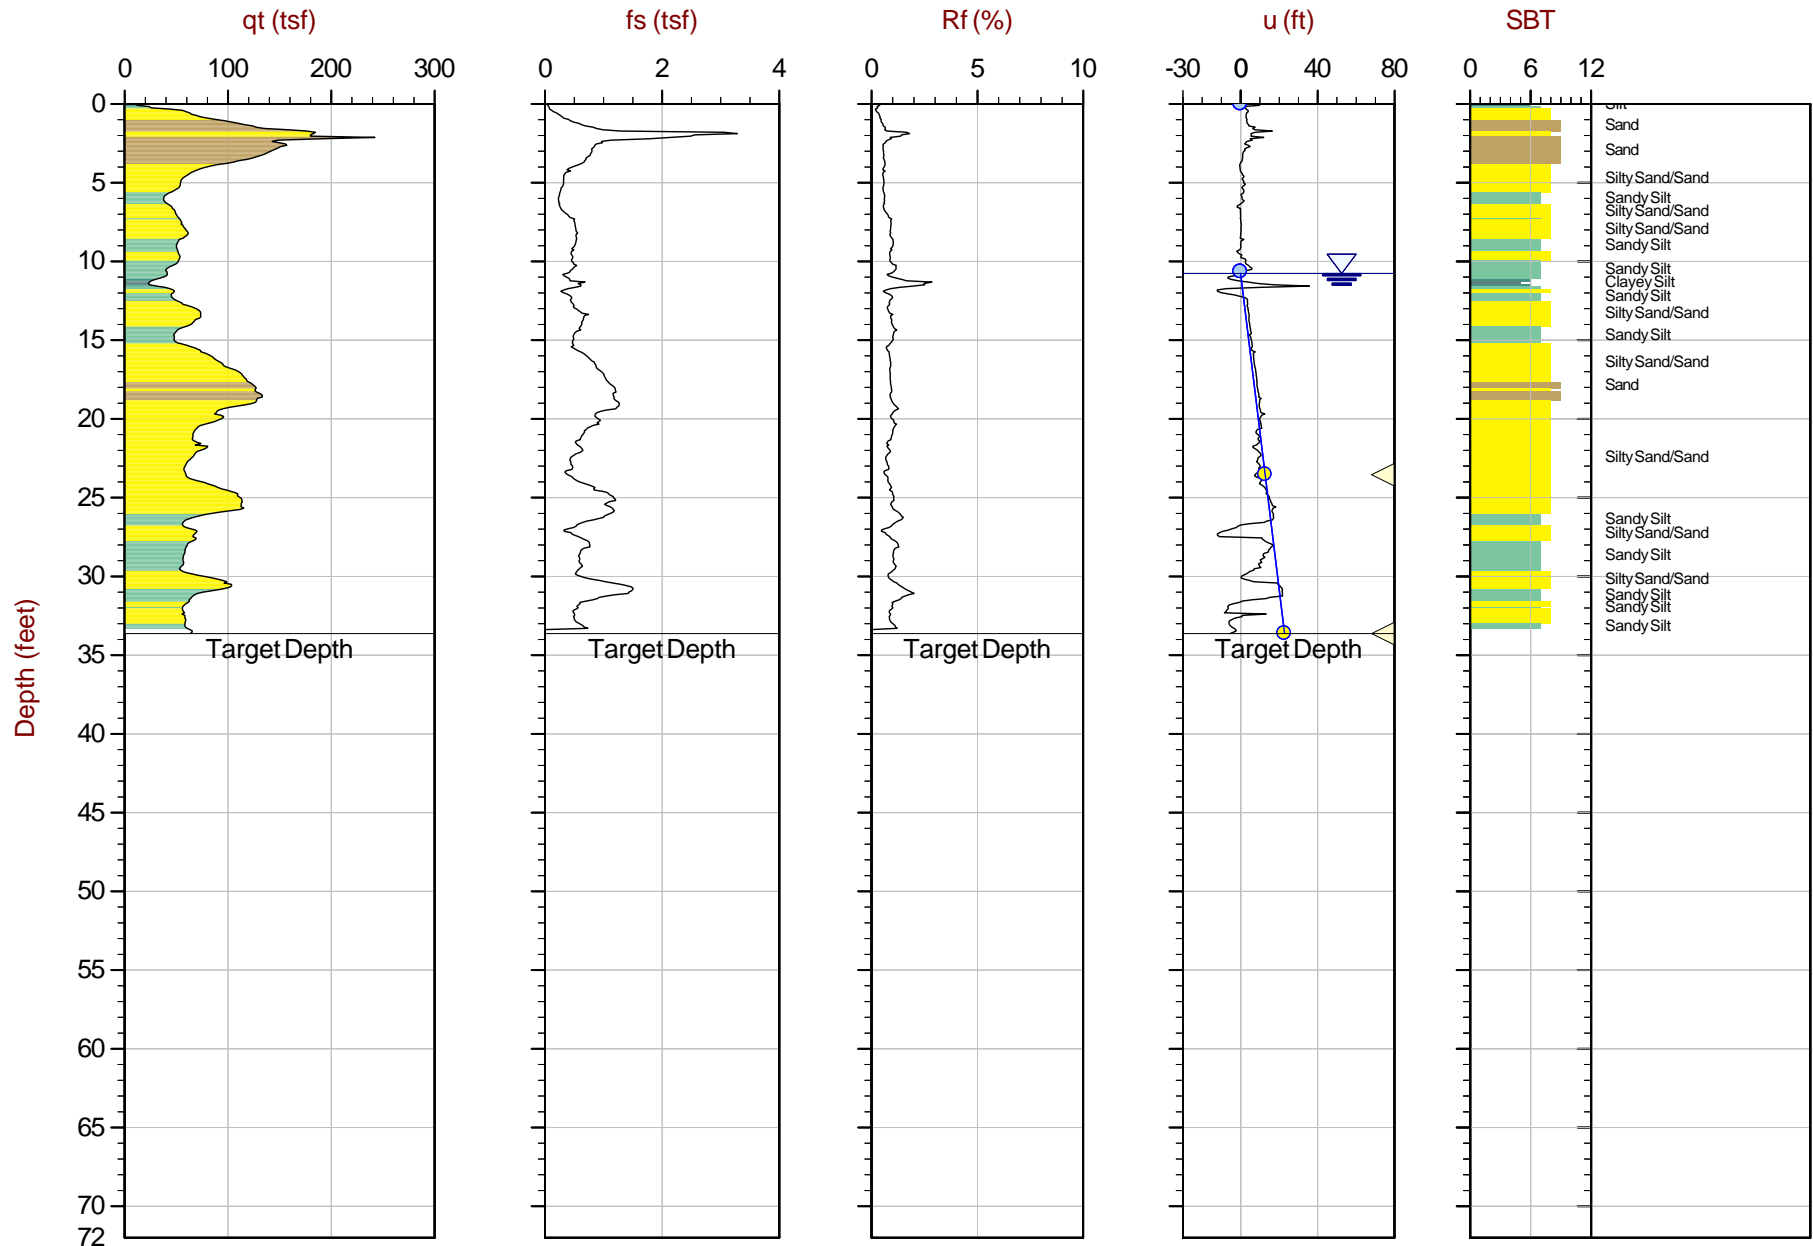 qt (tsf)
fs (tsf)
Rf (%)
u (ft)
SBT
0 100 200 300
0 2 4
0 5 10
-30 0 40 80
0 6 12
Depth (feet)
0
5
10
15
20
25
30
35
40
45
50
55
60
65
70
72
Target Depth
Target Depth
Target Depth
Target Depth
Silt
Sand
Sand
Silty Sand/Sand
Sandy Silt
Silty Sand/Sand
Silty Sand/Sand
Sandy Silt
Sandy Silt
Clayey Silt
Sandy Silt
Silty Sand/Sand
Sandy Silt
Silty Sand/Sand
Sand
Silty Sand/Sand
Sandy Silt
Silty Sand/Sand
Sandy Silt
Silty Sand/Sand
Sandy Silt
Sandy Silt
Sandy Silt